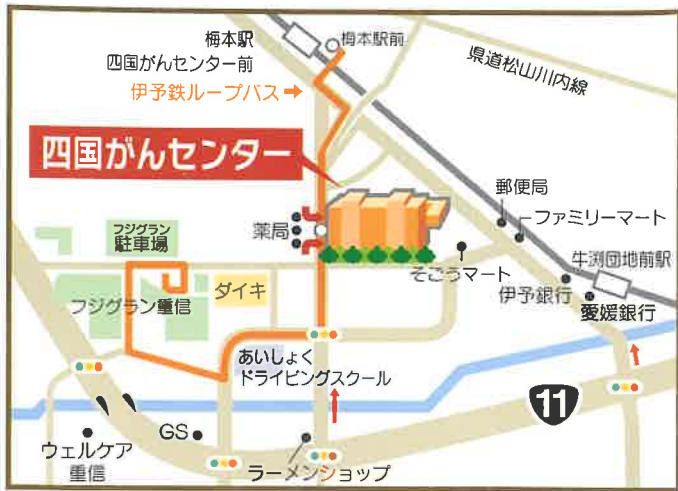 梅本駅
四国がんセンター前
梅本駅前
伊予鉄ループバス➡
県道松山川内線
四国がんセンター
郵便局
ファミリーマート
薬局
フジグラン
駐車場
そごうマート
牛渕団地前駅
伊予銀行
愛媛銀行
ダイキ
フジグラン重信
あいしょく
ドライビングスクール
11
ウェルケア
重信
GS
ラーメンショップ